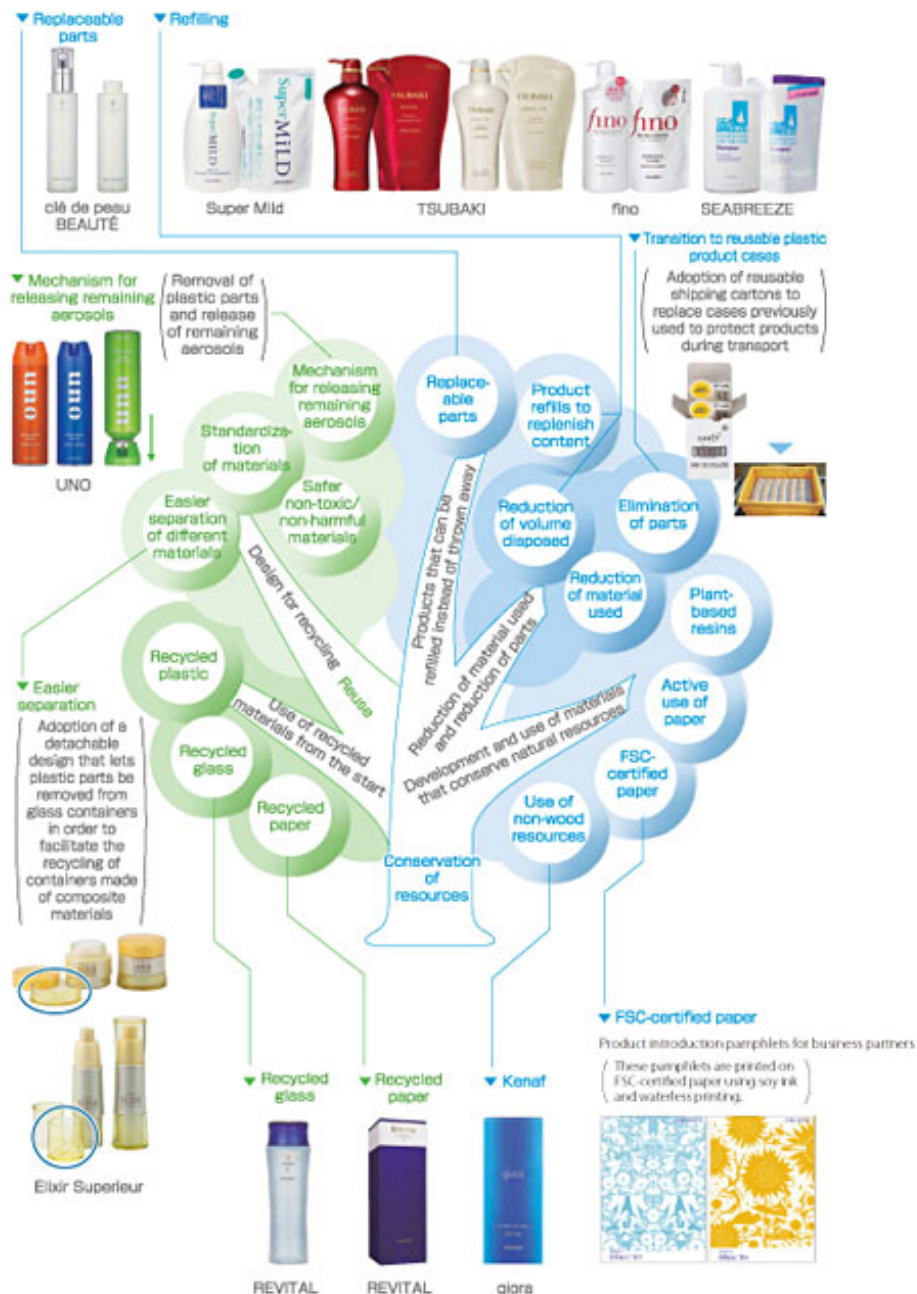 ▼ Replaceable
parts
▼ Refilling
Super MiLD
TSUBAKI
TSUBAKI
fino
fino
clé de peau
BEAUTÉ
Super Mild
TSUBAKI
fino
SEABREEZE
▼ Transition to reusable plastic
product cases
Adoption of reusable
shipping cartons to
replace cases previously
used to protect products
during transport
▼ Mechanism for
releasing remaining
aerosols
Removal of
plastic parts
and release
of remaining
aerosols
uno
uno
uno
UNO
Mechanism
for releasing
remaining
aerosols
Standardiza-
tion
of materials
Safer
non-toxic/
non-harmful
materials
Easier
separation
of different
materials
Design for recycling
Reuse
Replace-
able
parts
Product
refills to
replenish
content
Products that can be
refilled instead of thrown away
Reduction
of volume
disposed
Elimination
of parts
Reduction
of material
used
Reduction of material used
and reduction of parts
Plant-
based
resins
Active
use of
paper
FSC-
certified
paper
Use of
non-wood
resources
Development and use of materials
that conserve natural resources
Recycled
plastic
Recycled
glass
Recycled
paper
Use of recycled
materials from the start
Conservation
of
resources
▼ Easier
separation
Adoption of a
detachable
design that lets
plastic parts be
removed from
glass containers
in order to
facilitate the
recycling of
containers made
of composite
materials
Elixir Superieur
▼ Recycled
glass
REVITAL
▼ Recycled
paper
REVITAL
▼ Kenaf
qiora
▼ FSC-certified paper
Product introduction pamphlets for business partners
These pamphlets are printed on
FSC-certified paper using soy ink
and waterless printing.